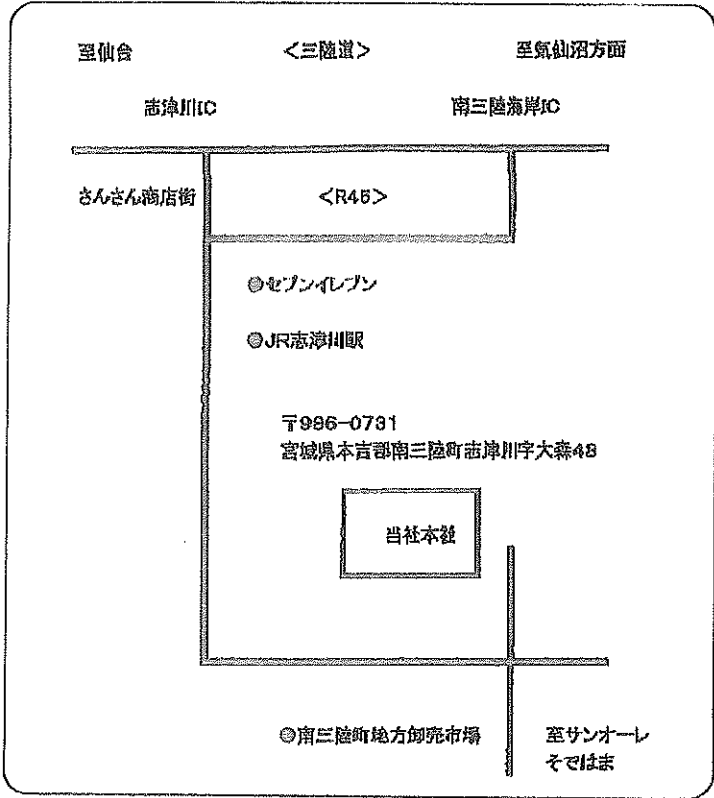 至仙台 <三陸道> 至気仙沼方面
志津川IC 南三陸海岸IC
さんさん商店街 <R45>
●セブンイレブン
●JR志津川駅
〒986-0731
宮城県本吉郡南三陸町志津川字大森48
当社本社
●南三陸町地方卸売市場 至サンオーレ
そではま